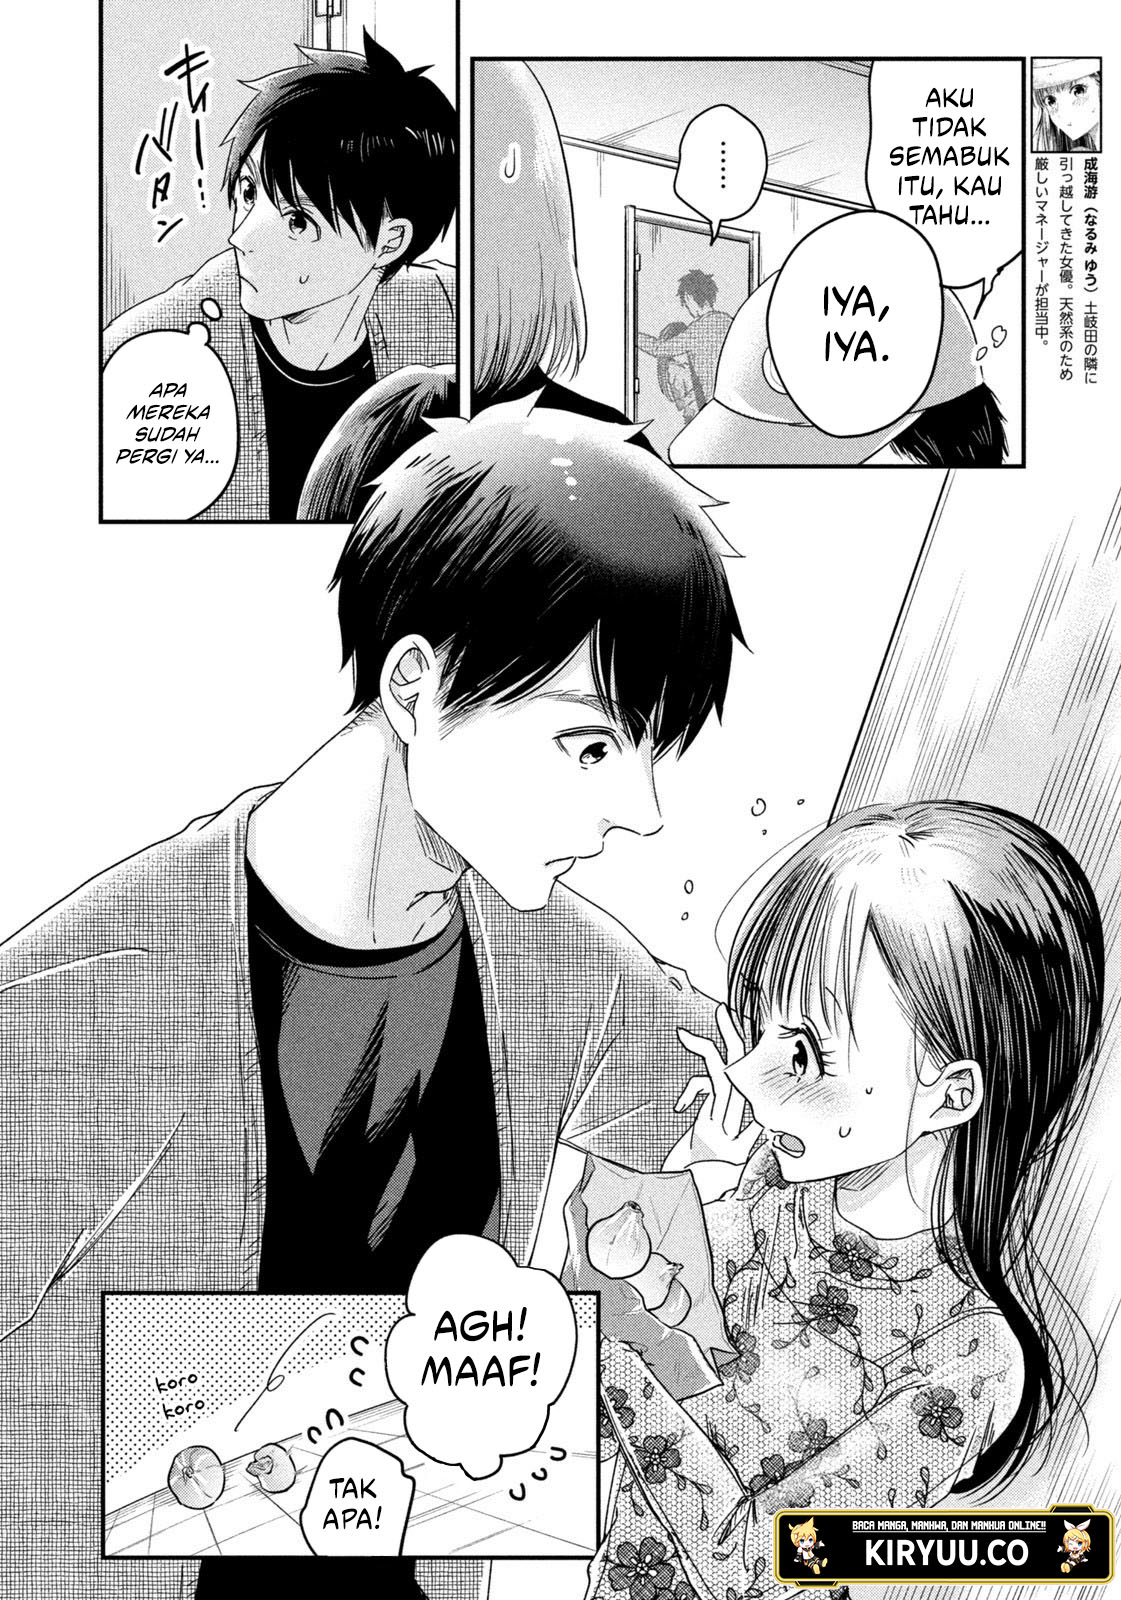 成海游（なるみ ゆう） 土岐田の隣に
引っ越してきた女優。天然系のため
厳しいマネージャーが担当中。
AKU
TIDAK
SEMABUK
ITU, KAU
TAHU...
......
IYA,
IYA.
キィー…
バタン
APA
MEREKA
SUDAH
PERGI YA...
AGH!
MAAF!
koro
koro
TAK
APA!
BACA MANGA, MANHWA, DAN MANHUA ONLINE!!
KIRYUU.CO